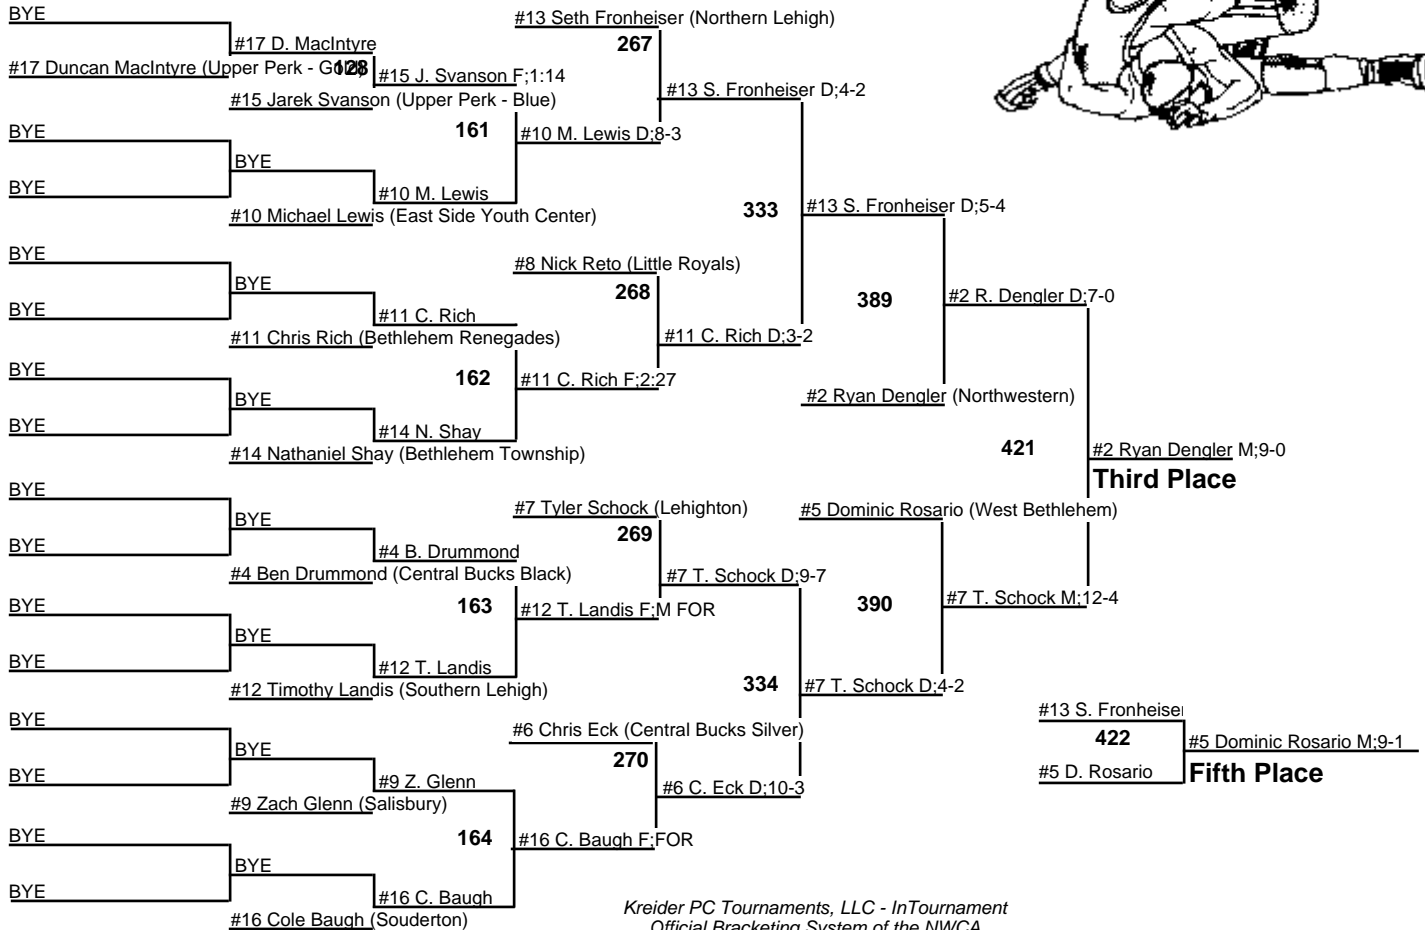 BYE
#13 Seth Fronheiser (Northern Lehigh)
#17 D. MacIntyre
267
#17 Duncan MacIntyre (Upper Perk - Gold)
128
#15 J. Svanson F;1:14
#13 S. Fronheiser D;4-2
#15 Jarek Svanson (Upper Perk - Blue)
BYE
161
#10 M. Lewis D;8-3
BYE
BYE
#10 M. Lewis
#10 Michael Lewis (East Side Youth Center)
333
#13 S. Fronheiser D;5-4
BYE
#8 Nick Reto (Little Royals)
BYE
268
389
#2 R. Dengler D;7-0
BYE
#11 C. Rich
#11 Chris Rich (Bethlehem Renegades)
#11 C. Rich D;3-2
BYE
162
#11 C. Rich F;2:27
BYE
#2 Ryan Dengler (Northwestern)
BYE
#14 N. Shay
#14 Nathaniel Shay (Bethlehem Township)
421
#2 Ryan Dengler M;9-0
Third Place
BYE
#7 Tyler Schock (Lehighton)
#5 Dominic Rosario (West Bethlehem)
BYE
269
BYE
#4 B. Drummond
#4 Ben Drummond (Central Bucks Black)
#7 T. Schock D;9-7
BYE
163
#12 T. Landis F;M FOR
390
#7 T. Schock M;12-4
BYE
BYE
#12 T. Landis
#12 Timothy Landis (Southern Lehigh)
334
#7 T. Schock D;4-2
BYE
#6 Chris Eck (Central Bucks Silver)
#13 S. Fronheiser
BYE
270
422
#5 Dominic Rosario M;9-1
BYE
#9 Z. Glenn
#6 C. Eck D;10-3
#5 D. Rosario
Fifth Place
#9 Zach Glenn (Salisbury)
BYE
164
#16 C. Baugh F;FOR
BYE
BYE
#16 C. Baugh
#16 Cole Baugh (Souderton)
Kreider PC Tournaments, LLC - InTournament
Official Bracketing System of the NWCA